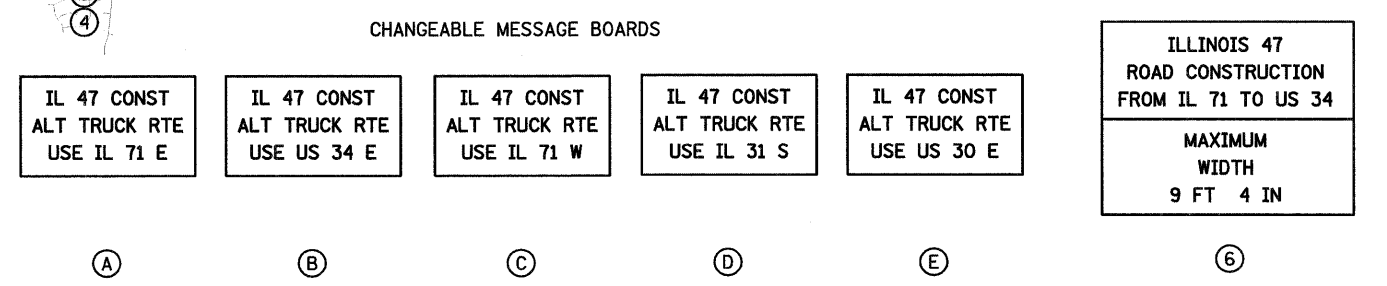 4
CHANGEABLE MESSAGE BOARDS
IL 47 CONST
ALT TRUCK RTE
USE IL 71 E
A
IL 47 CONST
ALT TRUCK RTE
USE US 34 E
B
IL 47 CONST
ALT TRUCK RTE
USE IL 71 W
C
IL 47 CONST
ALT TRUCK RTE
USE IL 31 S
D
IL 47 CONST
ALT TRUCK RTE
USE US 30 E
E
ILLINOIS 47
ROAD CONSTRUCTION
FROM IL 71 TO US 34
MAXIMUM
WIDTH
9 FT 4 IN
6